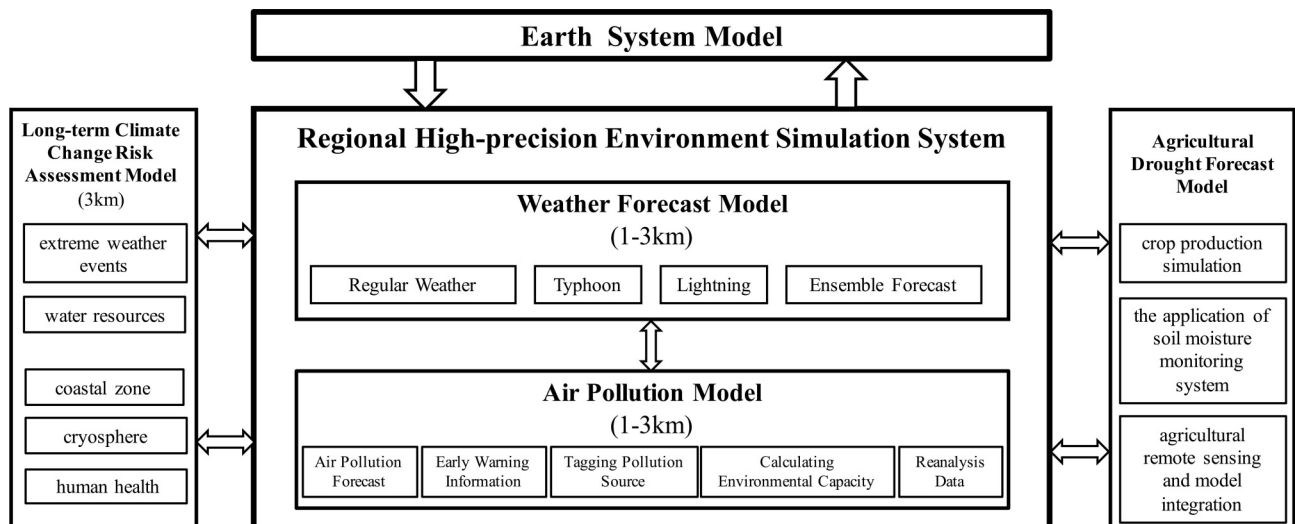 Earth System Model
Long-term Climate
Change Risk
Assessment Model
(3km)
extreme weather
events
water resources
coastal zone
cryosphere
human health
Regional High-precision Environment Simulation System
Weather Forecast Model
(1-3km)
Regular Weather
Typhoon
Lightning
Ensemble Forecast
Air Pollution Model
(1-3km)
Air Pollution
Forecast
Early Warning
Information
Tagging Pollution
Source
Calculating
Environmental Capacity
Reanalysis
Data
Agricultural
Drought Forecast
Model
crop production
simulation
the application of
soil moisture
monitoring
system
agricultural
remote sensing
and model
integration